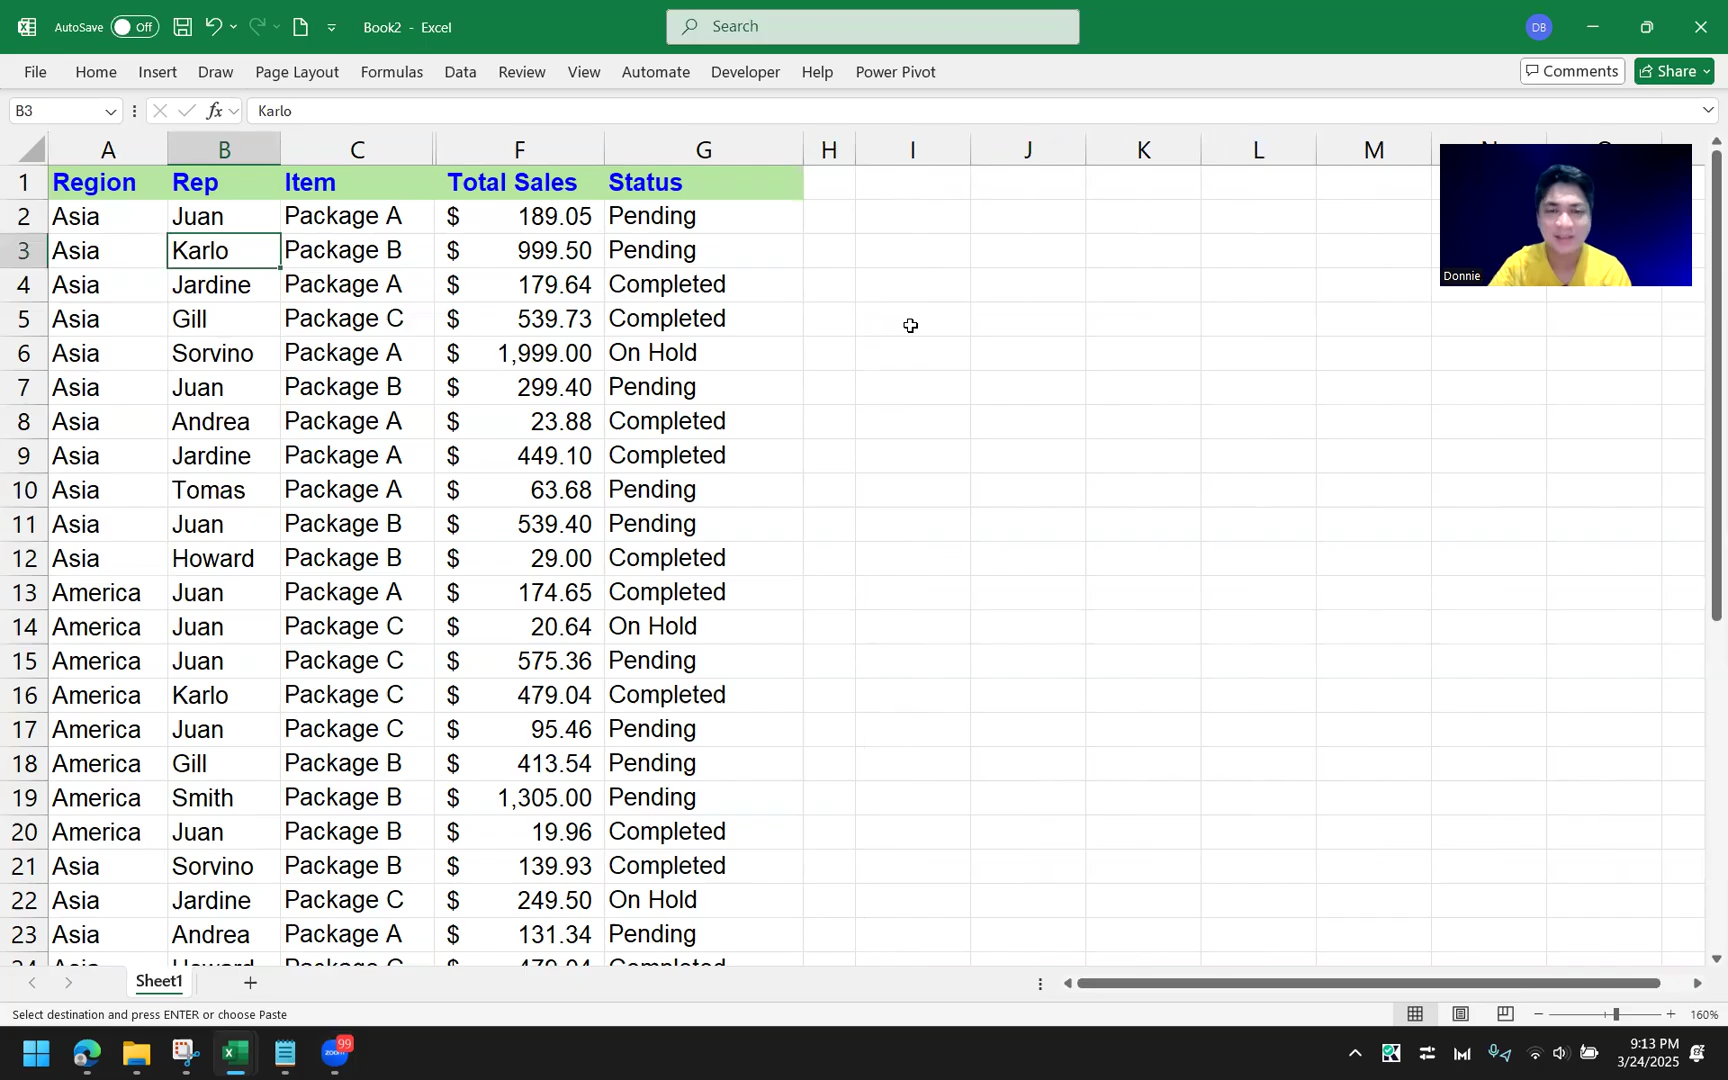 AutoSave Off Book2 - Excel Search DB
File Home Insert Draw Page Layout Formulas Data Review View Automate Developer Help Power Pivot Comments Share
B3 fx Karlo
A B C F G H I J K L M
1 Region Rep Item Total Sales Status
2 Asia Juan Package A $ 189.05 Pending
3 Asia Karlo Package B $ 999.50 Pending
4 Asia Jardine Package A $ 179.64 Completed
5 Asia Gill Package C $ 539.73 Completed
6 Asia Sorvino Package A $ 1,999.00 On Hold
7 Asia Juan Package B $ 299.40 Pending
8 Asia Andrea Package A $ 23.88 Completed
9 Asia Jardine Package A $ 449.10 Completed
10 Asia Tomas Package A $ 63.68 Pending
11 Asia Juan Package B $ 539.40 Pending
12 Asia Howard Package B $ 29.00 Completed
13 America Juan Package A $ 174.65 Completed
14 America Juan Package C $ 20.64 On Hold
15 America Juan Package C $ 575.36 Pending
16 America Karlo Package C $ 479.04 Completed
17 America Juan Package C $ 95.46 Pending
18 America Gill Package B $ 413.54 Pending
19 America Smith Package B $ 1,305.00 Pending
20 America Juan Package B $ 19.96 Completed
21 Asia Sorvino Package B $ 139.93 Completed
22 Asia Jardine Package C $ 249.50 On Hold
23 Asia Andrea Package A $ 131.34 Pending
Donnie
Sheet1
Select destination and press ENTER or choose Paste 160%
zoom 99
9:13 PM
3/24/2025